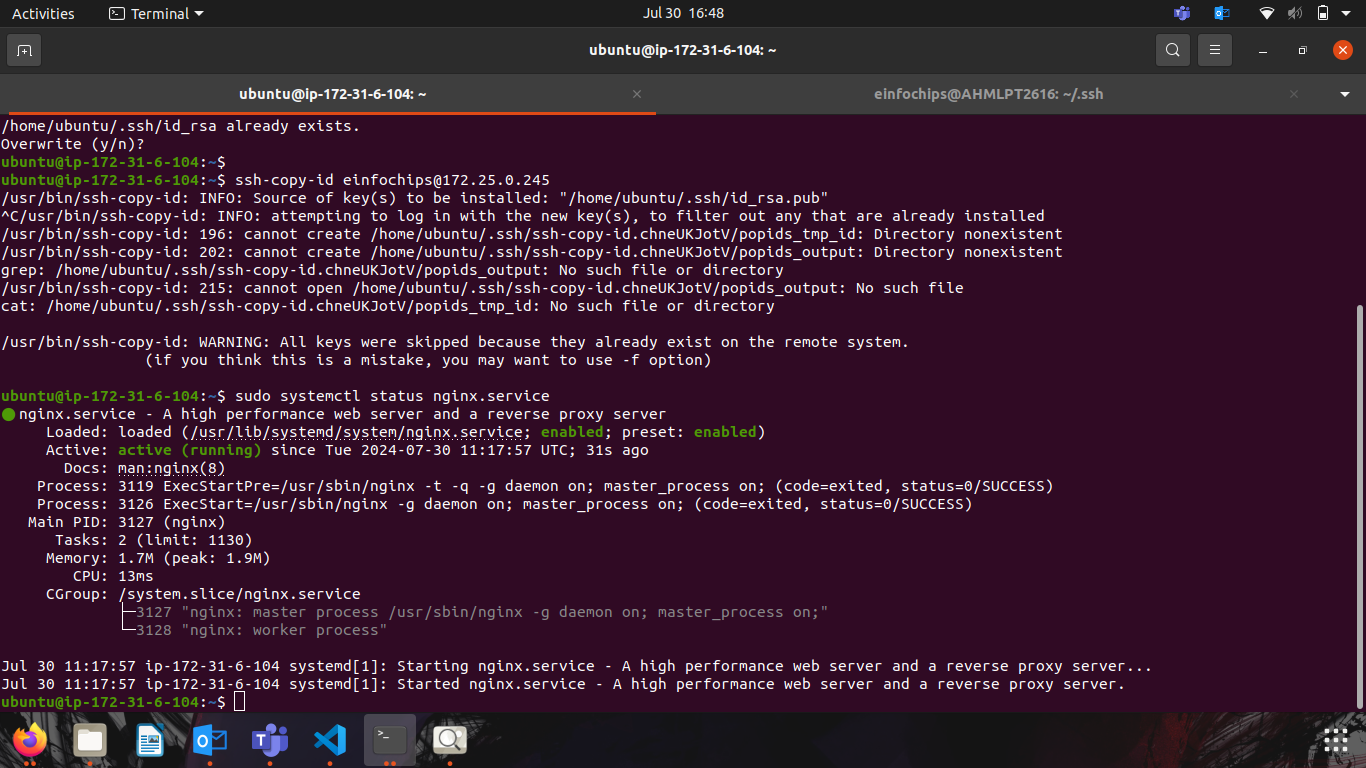 Activities
Terminal
Jul 30 16:48
ubuntu@ip-172-31-6-104: ~
ubuntu@ip-172-31-6-104: ~
einfochips@AHMLPT2616: ~/.ssh
/home/ubuntu/.ssh/id_rsa already exists.
Overwrite (y/n)?
ubuntu@ip-172-31-6-104:~$
ubuntu@ip-172-31-6-104:~$ ssh-copy-id einfochips@172.25.0.245
/usr/bin/ssh-copy-id: INFO: Source of key(s) to be installed: "/home/ubuntu/.ssh/id_rsa.pub"
^C/usr/bin/ssh-copy-id: INFO: attempting to log in with the new key(s), to filter out any that are already installed
/usr/bin/ssh-copy-id: 196: cannot create /home/ubuntu/.ssh/ssh-copy-id.chneUKJotV/popids_tmp_id: Directory nonexistent
/usr/bin/ssh-copy-id: 202: cannot create /home/ubuntu/.ssh/ssh-copy-id.chneUKJotV/popids_output: Directory nonexistent
grep: /home/ubuntu/.ssh/ssh-copy-id.chneUKJotV/popids_output: No such file or directory
/usr/bin/ssh-copy-id: 215: cannot open /home/ubuntu/.ssh/ssh-copy-id.chneUKJotV/popids_output: No such file
cat: /home/ubuntu/.ssh/ssh-copy-id.chneUKJotV/popids_tmp_id: No such file or directory
/usr/bin/ssh-copy-id: WARNING: All keys were skipped because they already exist on the remote system.
(if you think this is a mistake, you may want to use -f option)
ubuntu@ip-172-31-6-104:~$ sudo systemctl status nginx.service
● nginx.service - A high performance web server and a reverse proxy server
Loaded: loaded (/usr/lib/systemd/system/nginx.service; enabled; preset: enabled)
Active: active (running) since Tue 2024-07-30 11:17:57 UTC; 31s ago
Docs: man:nginx(8)
Process: 3119 ExecStartPre=/usr/sbin/nginx -t -q -g daemon on; master_process on; (code=exited, status=0/SUCCESS)
Process: 3126 ExecStart=/usr/sbin/nginx -g daemon on; master_process on; (code=exited, status=0/SUCCESS)
Main PID: 3127 (nginx)
Tasks: 2 (limit: 1130)
Memory: 1.7M (peak: 1.9M)
CPU: 13ms
CGroup: /system.slice/nginx.service
├─3127 "nginx: master process /usr/sbin/nginx -g daemon on; master_process on;"
└─3128 "nginx: worker process"
Jul 30 11:17:57 ip-172-31-6-104 systemd[1]: Starting nginx.service - A high performance web server and a reverse proxy server...
Jul 30 11:17:57 ip-172-31-6-104 systemd[1]: Started nginx.service - A high performance web server and a reverse proxy server.
ubuntu@ip-172-31-6-104:~$